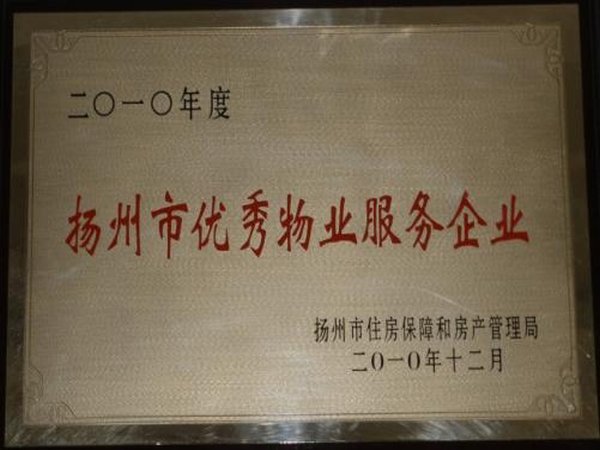 二〇一〇年度
扬州市优秀物业服务企业
扬州市住房保障和房产管理局
二〇一〇年十二月